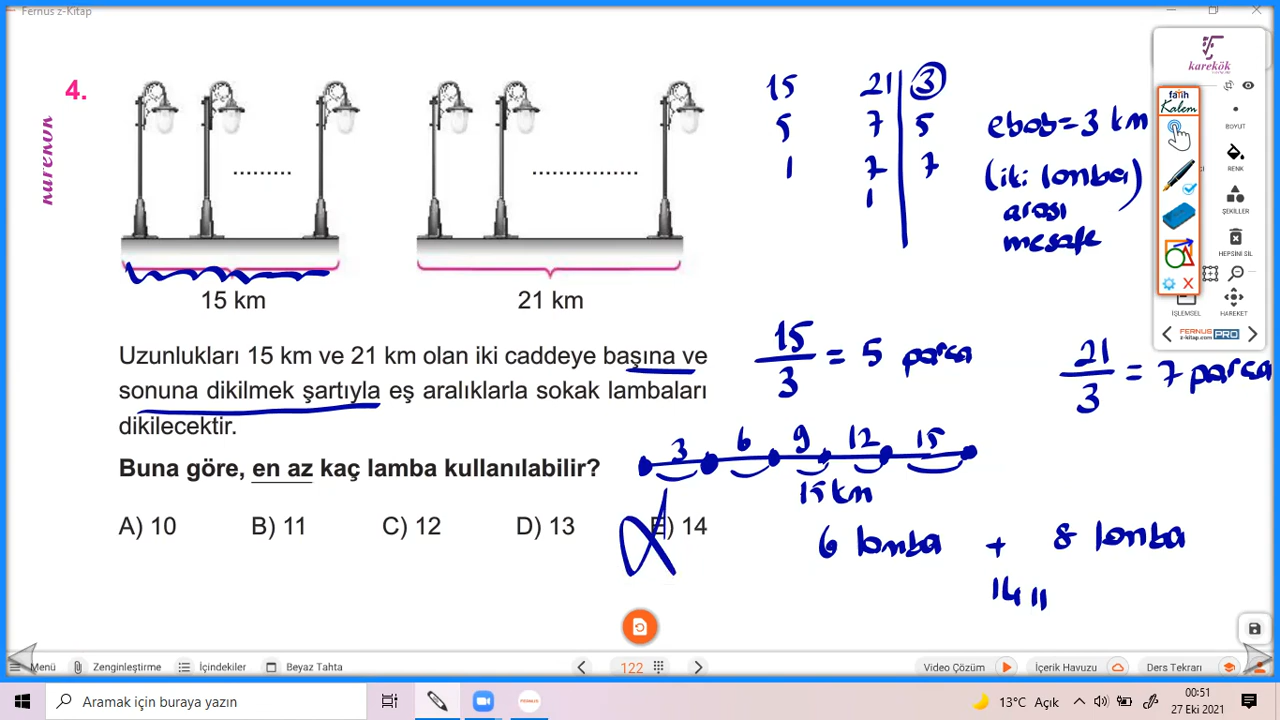 Fernus z-Kitap
4.
karekök
.........
................
15 km
21 km
Uzunlukları 15 km ve 21 km olan iki caddeye başına ve
sonuna dikilmek şartıyla eş aralıklarla sokak lambaları
dikilecektir.
Buna göre, en az kaç lamba kullanılabilir?
A) 10 B) 11 C) 12 D) 13 E) 14
15 21 3
5 7 5
1 7 7
1
ebob=3 km
(iki lamba)
arası
mesafe
15/3 = 5 parça
21/3 = 7 parça
3 6 9 12 15
15 km
6 lamba + 8 lamba
14 //
karekök
fatih
Kalem
BÜYÜT
RENK
ŞEKİLLER
HEPSİNİ SİL
İŞLEMSEL
HAREKET
FERNUS PRO
z-kitap.com
Menü Zenginleştirme İçindekiler Beyaz Tahta 122 Video Çözüm İçerik Havuzu Ders Tekrarı
Aramak için buraya yazın
FERNUS
13°C Açık
00:51
27 Eki 2021